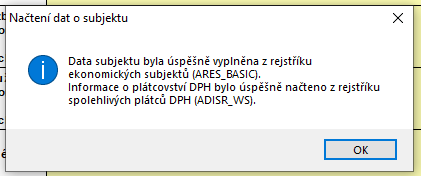 Načtení dat o subjektu
Data subjektu byla úspěšně vyplněna z rejstříku
ekonomických subjektů (ARES_BASIC).
Informace o plátcovství DPH bylo úspěšně načteno z rejstříku
spolehlivých plátců DPH (ADISR_WS).
OK